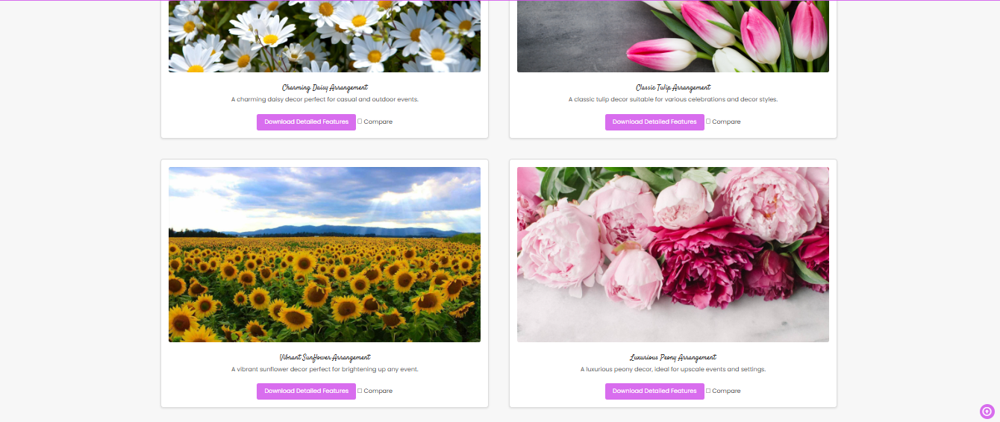 Charming Daisy Arrangement
A charming daisy decor perfect for casual and outdoor events.
Download Detailed Features Compare
Classic Tulip Arrangement
A classic tulip decor suitable for various celebrations and decor styles.
Download Detailed Features Compare
Vibrant Sunflower Arrangement
A vibrant sunflower decor perfect for brightening up any event.
Download Detailed Features Compare
Luxurious Peony Arrangement
A luxurious peony decor, ideal for upscale events and settings.
Download Detailed Features Compare